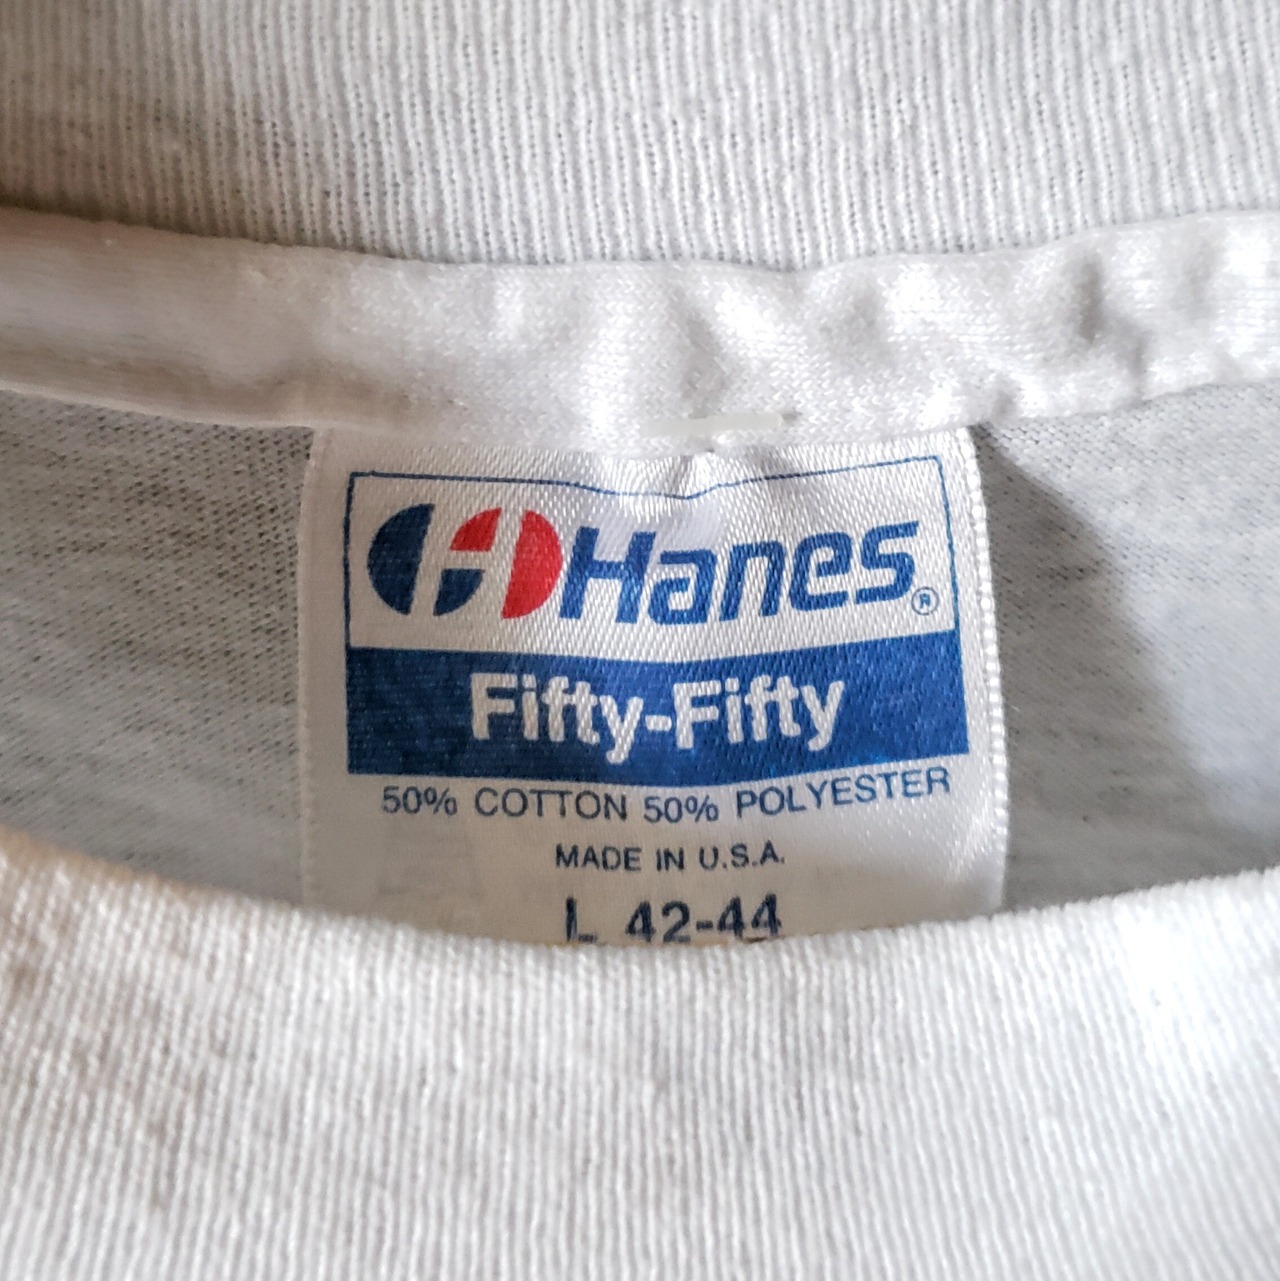 Hanes®
Fifty-Fifty
50% COTTON 50% POLYESTER
MADE IN U.S.A.
L 42-44